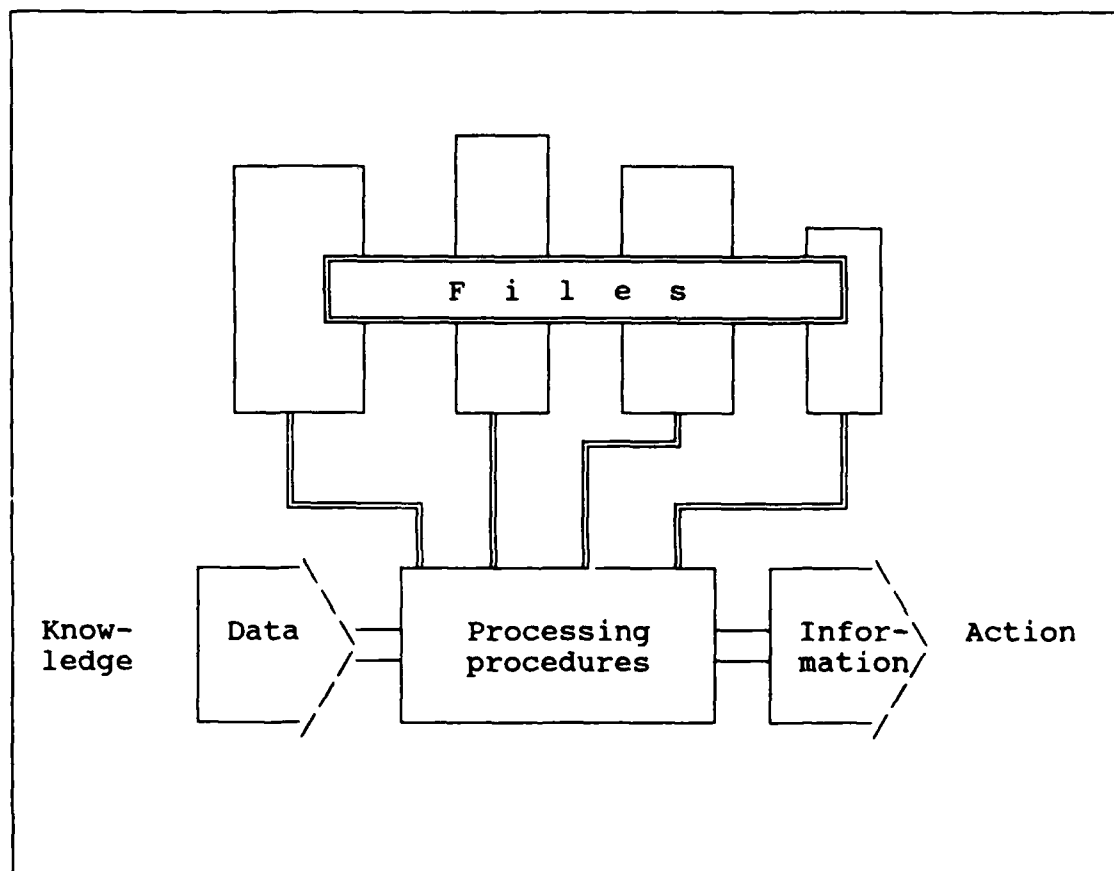 F i l e s
Know-
ledge
Data
Processing
procedures
Infor-
mation
Action